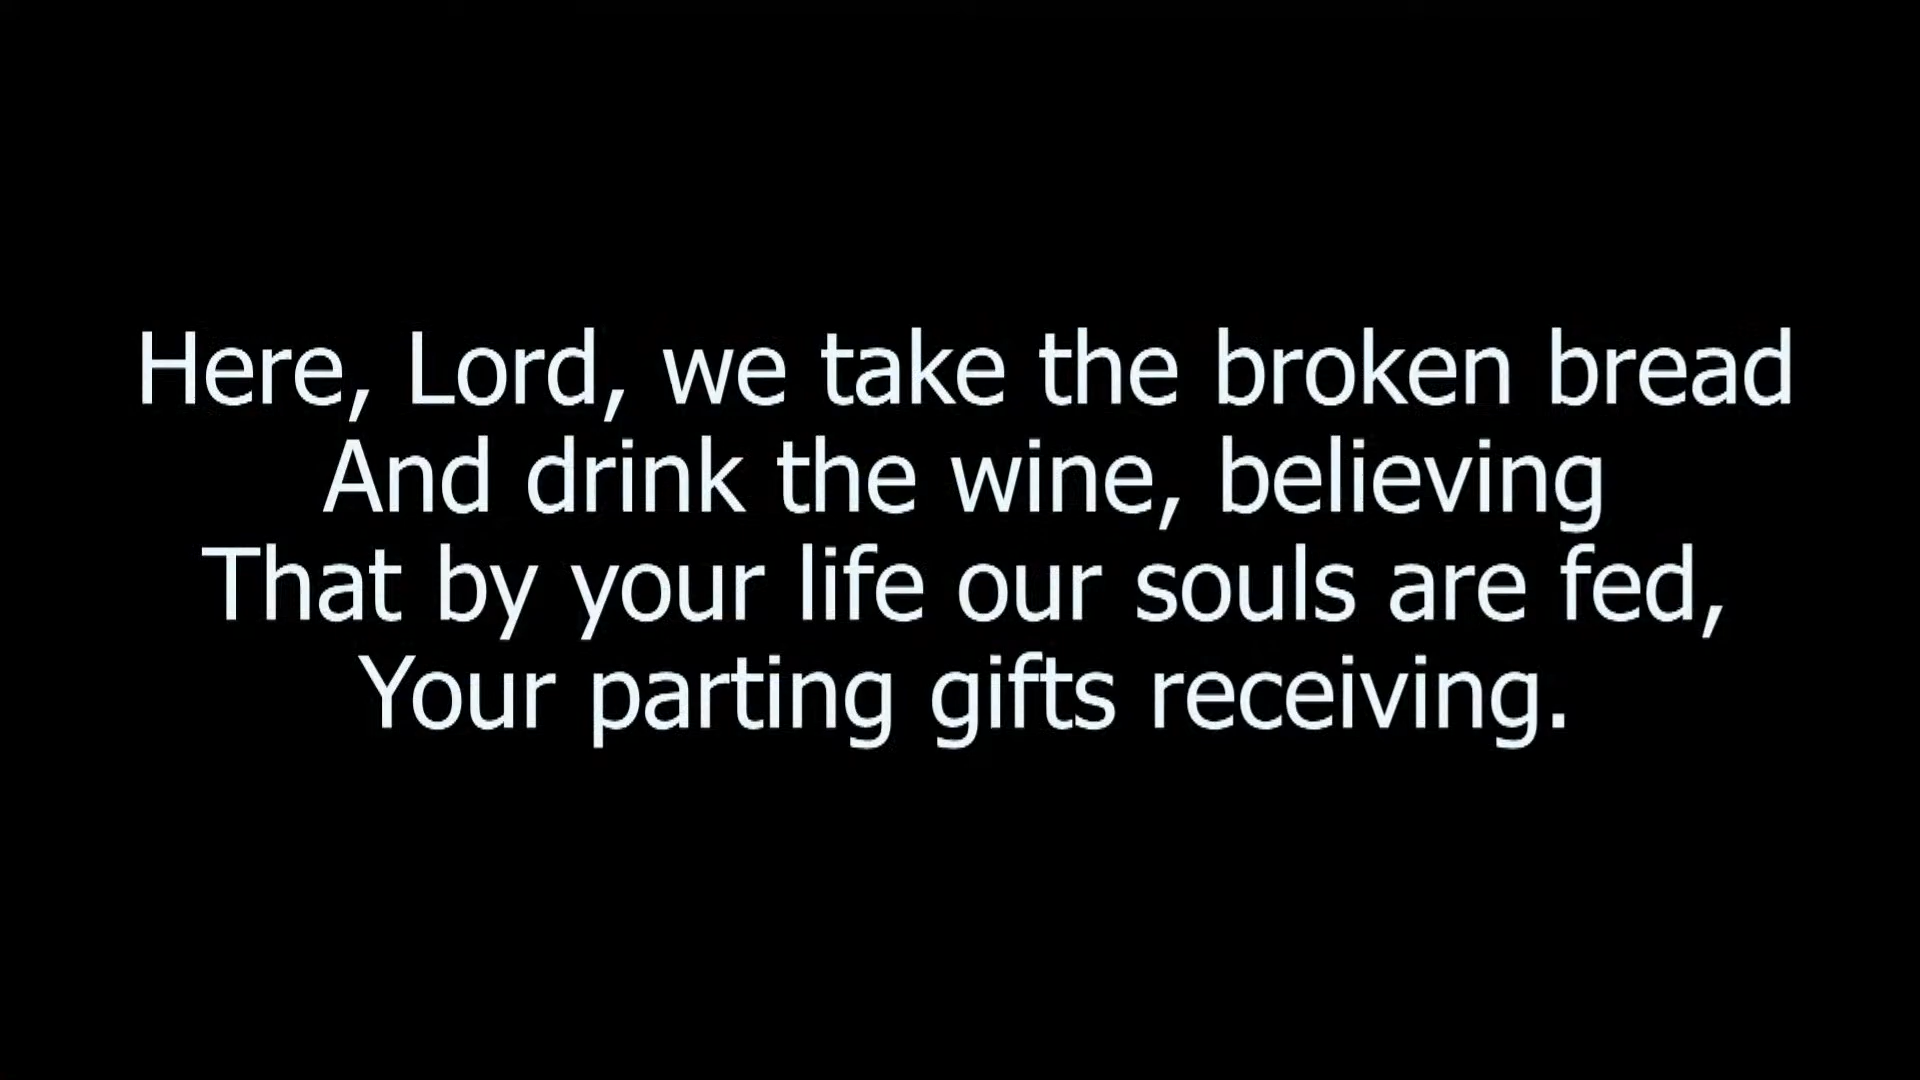 Here, Lord, we take the broken bread
And drink the wine, believing
That by your life our souls are fed,
Your parting gifts receiving.